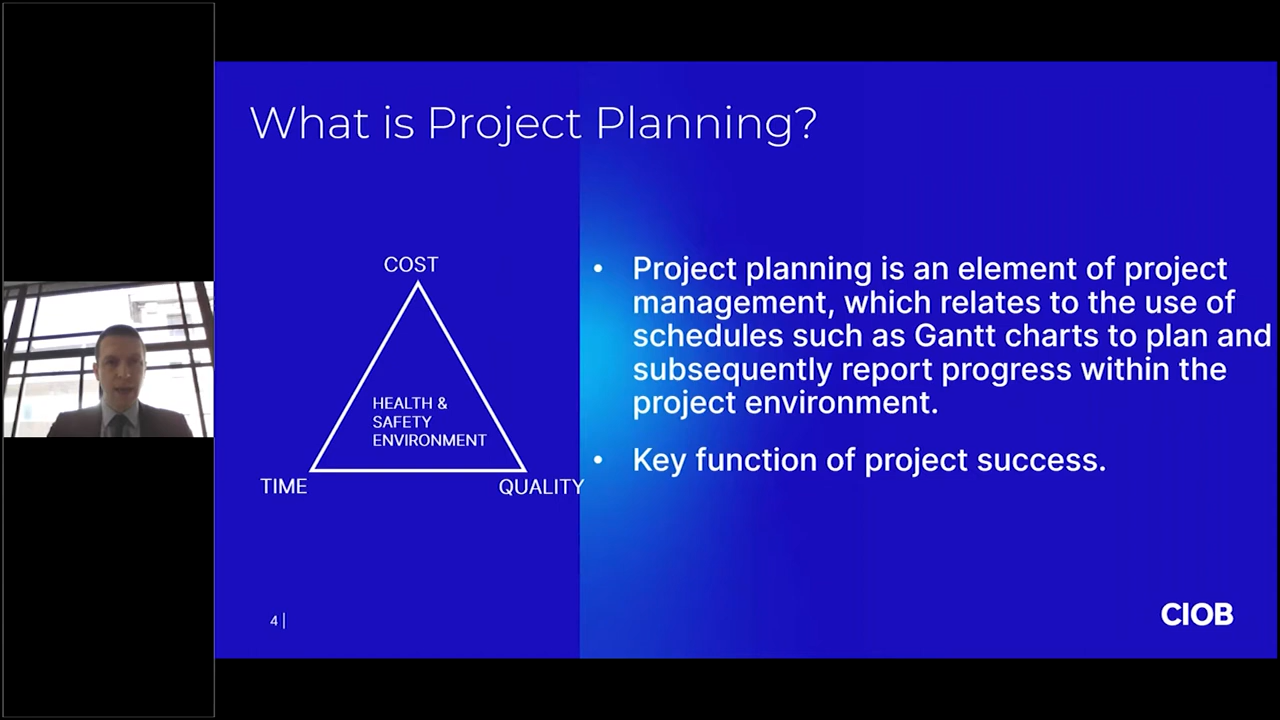 What is Project Planning?
COST
HEALTH &
SAFETY
ENVIRONMENT
TIME
QUALITY
• Project planning is an element of project
management, which relates to the use of
schedules such as Gantt charts to plan and
subsequently report progress within the
project environment.
• Key function of project success.
4 |
CIOB